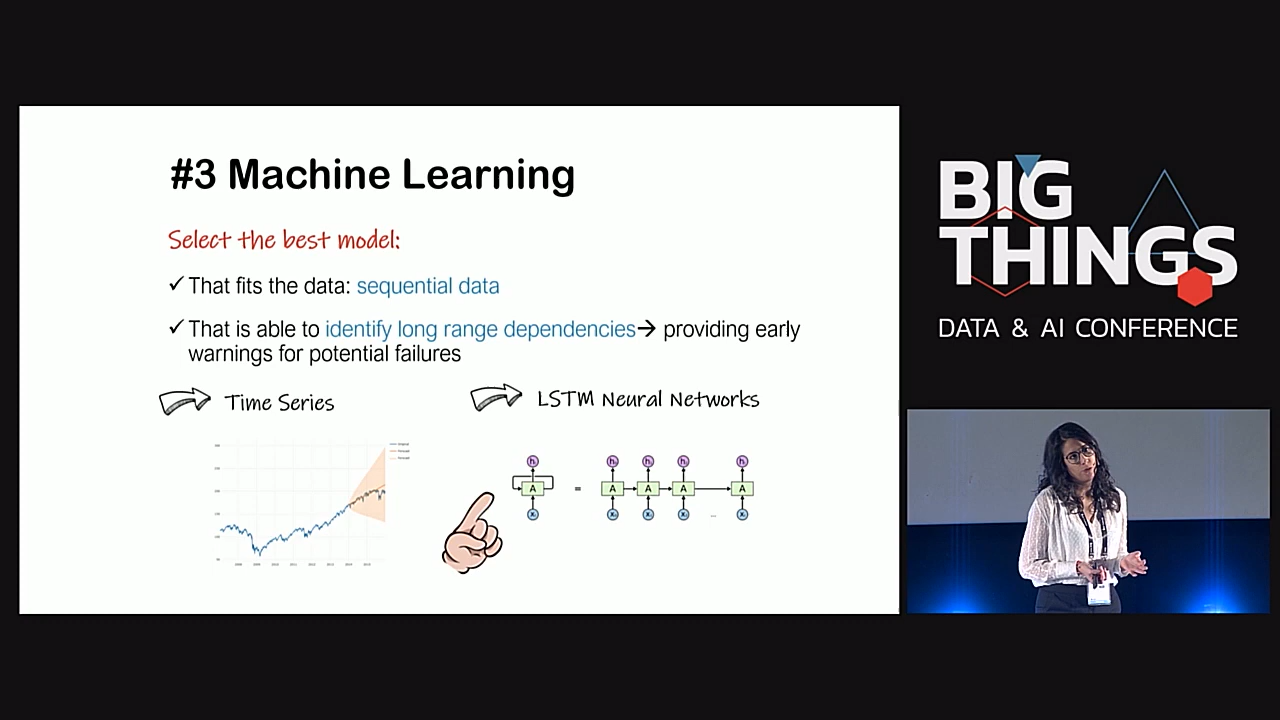 #3 Machine Learning
Select the best model:
✓ That fits the data: sequential data
✓ That is able to identify long range dependencies→ providing early
warnings for potential failures
Time Series
LSTM Neural Networks
A
=
A
A
A
A
...
BIG
THINGS
DATA & AI CONFERENCE